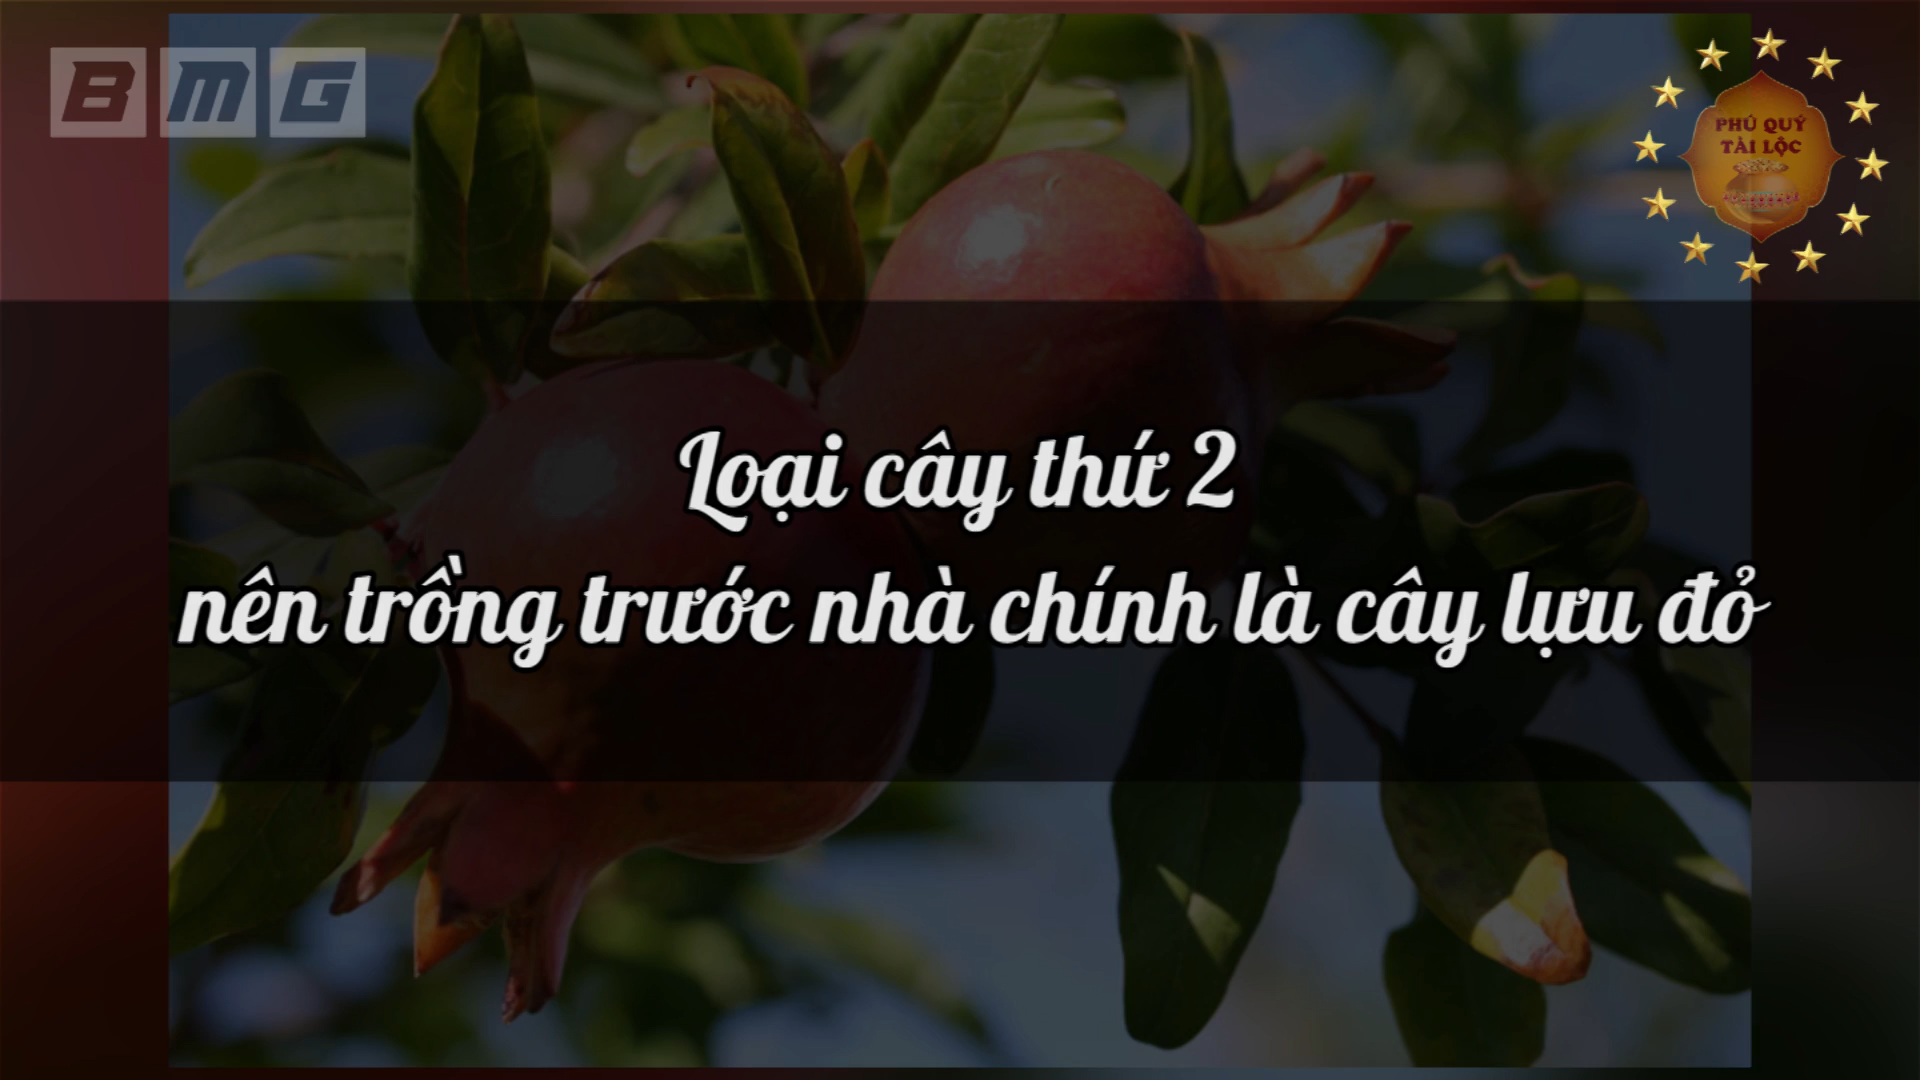 BMG
PHÚ QUÝ
TÀI LỘC
Loại cây thứ 2
nên trồng trước nhà chính là cây lựu đỏ